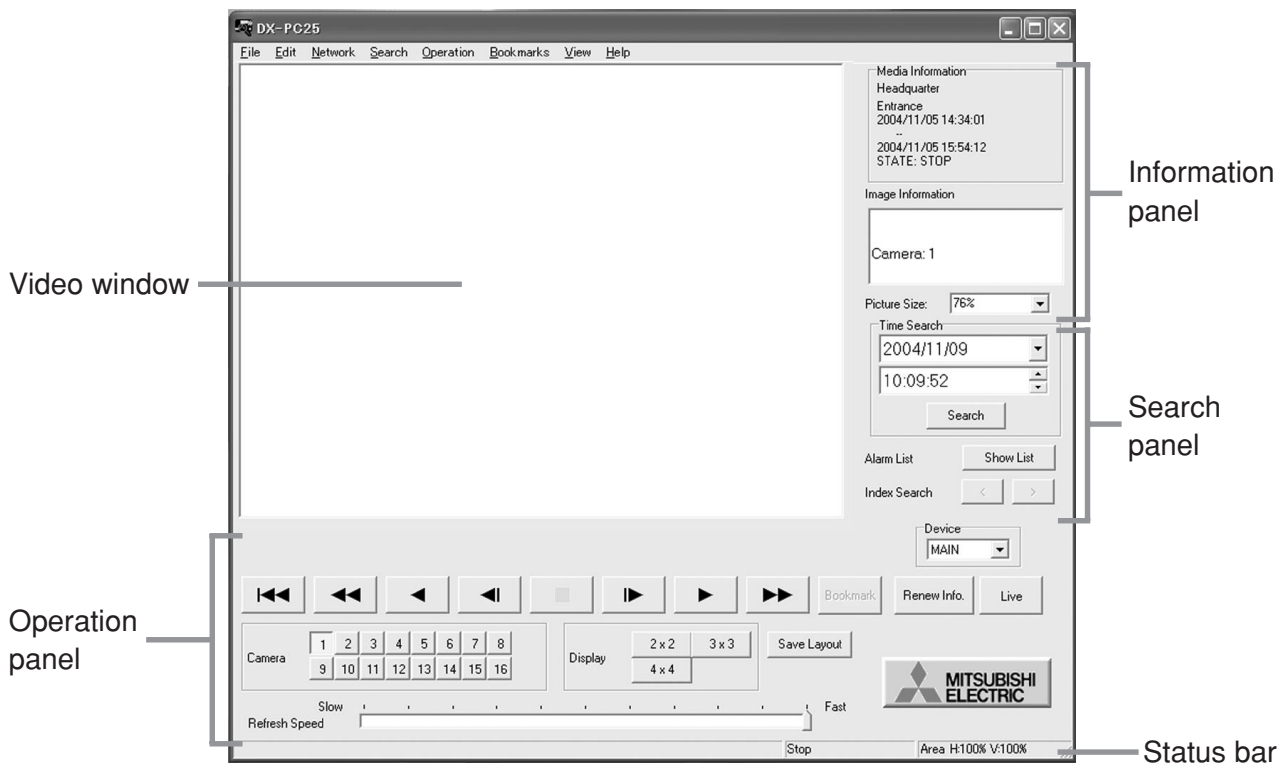 DX-PC25
File Edit Network Search Operation Bookmarks View Help
Media Information
Headquarter
Entrance
2004/11/05 14:34:01
--
2004/11/05 15:54:12
STATE: STOP
Image Information
Camera: 1
Picture Size: 76%
Time Search
2004/11/09
10:09:52
Search
Alarm List Show List
Index Search < >
Device
MAIN
Bookmark Renew Info. Live
Camera 1 2 3 4 5 6 7 8
9 10 11 12 13 14 15 16
Display 2 x 2 3 x 3
4 x 4
Save Layout
MITSUBISHI
ELECTRIC
Slow Fast
Refresh Speed
Stop Area H:100% V:100%
Video window
Operation
panel
Information
panel
Search
panel
Status bar